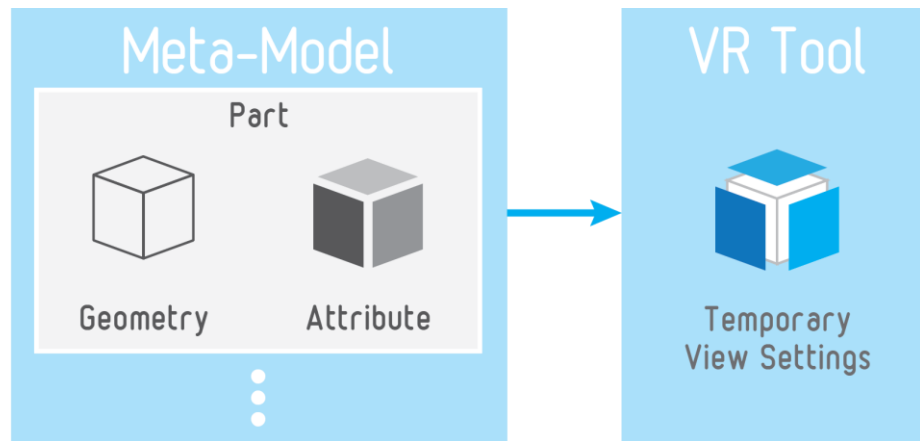 Meta-Model
Part
Geometry
Attribute
VR Tool
Temporary
View Settings